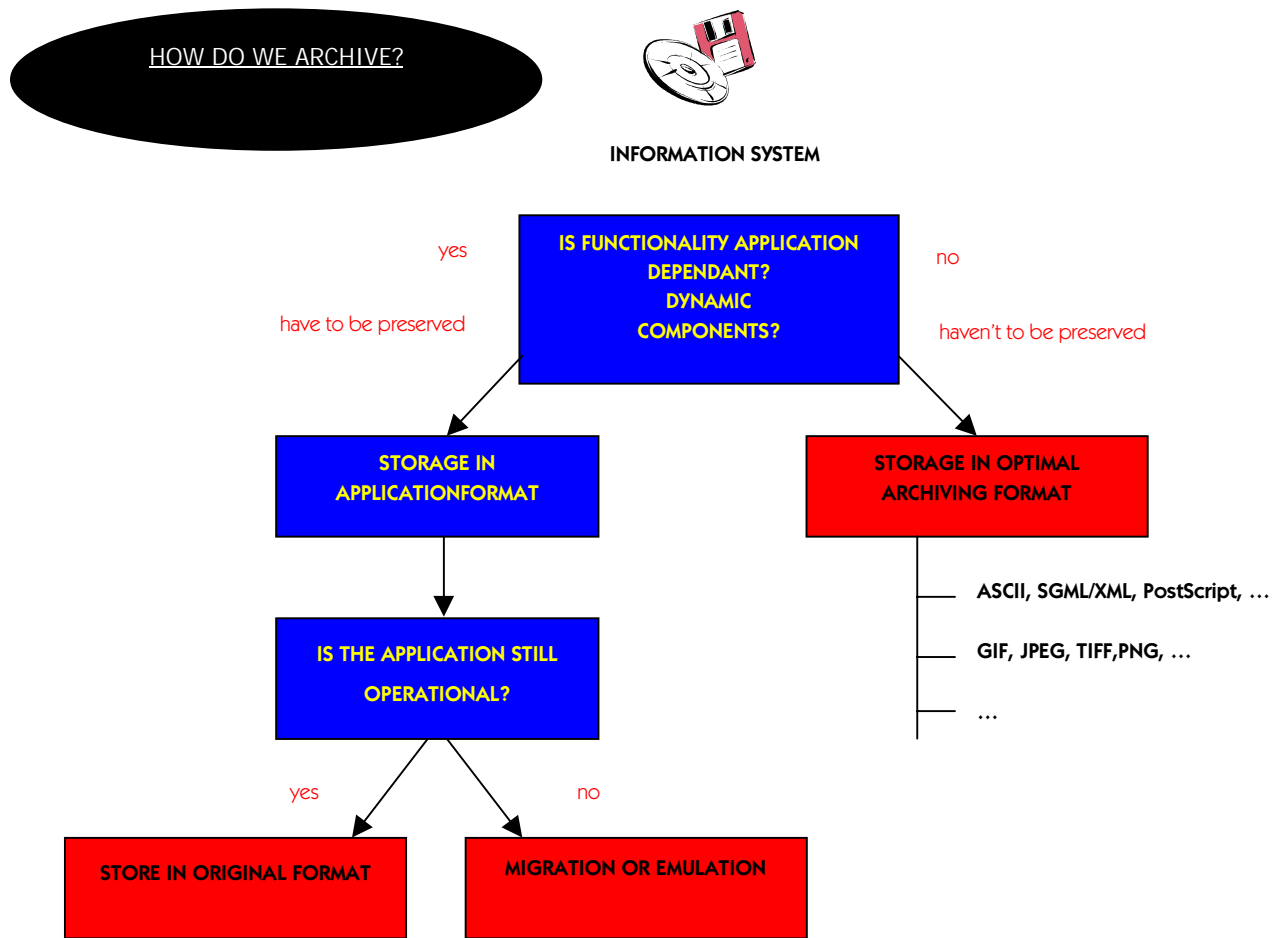 HOW DO WE ARCHIVE?
INFORMATION SYSTEM
IS FUNCTIONALITY APPLICATION
DEPENDANT?
DYNAMIC
COMPONENTS?
yes
have to be preserved
no
haven't to be preserved
STORAGE IN
APPLICATIONFORMAT
STORAGE IN OPTIMAL
ARCHIVING FORMAT
ASCII, SGML/XML, PostScript, …
GIF, JPEG, TIFF,PNG, …
…
IS THE APPLICATION STILL
OPERATIONAL?
yes
no
STORE IN ORIGINAL FORMAT
MIGRATION OR EMULATION